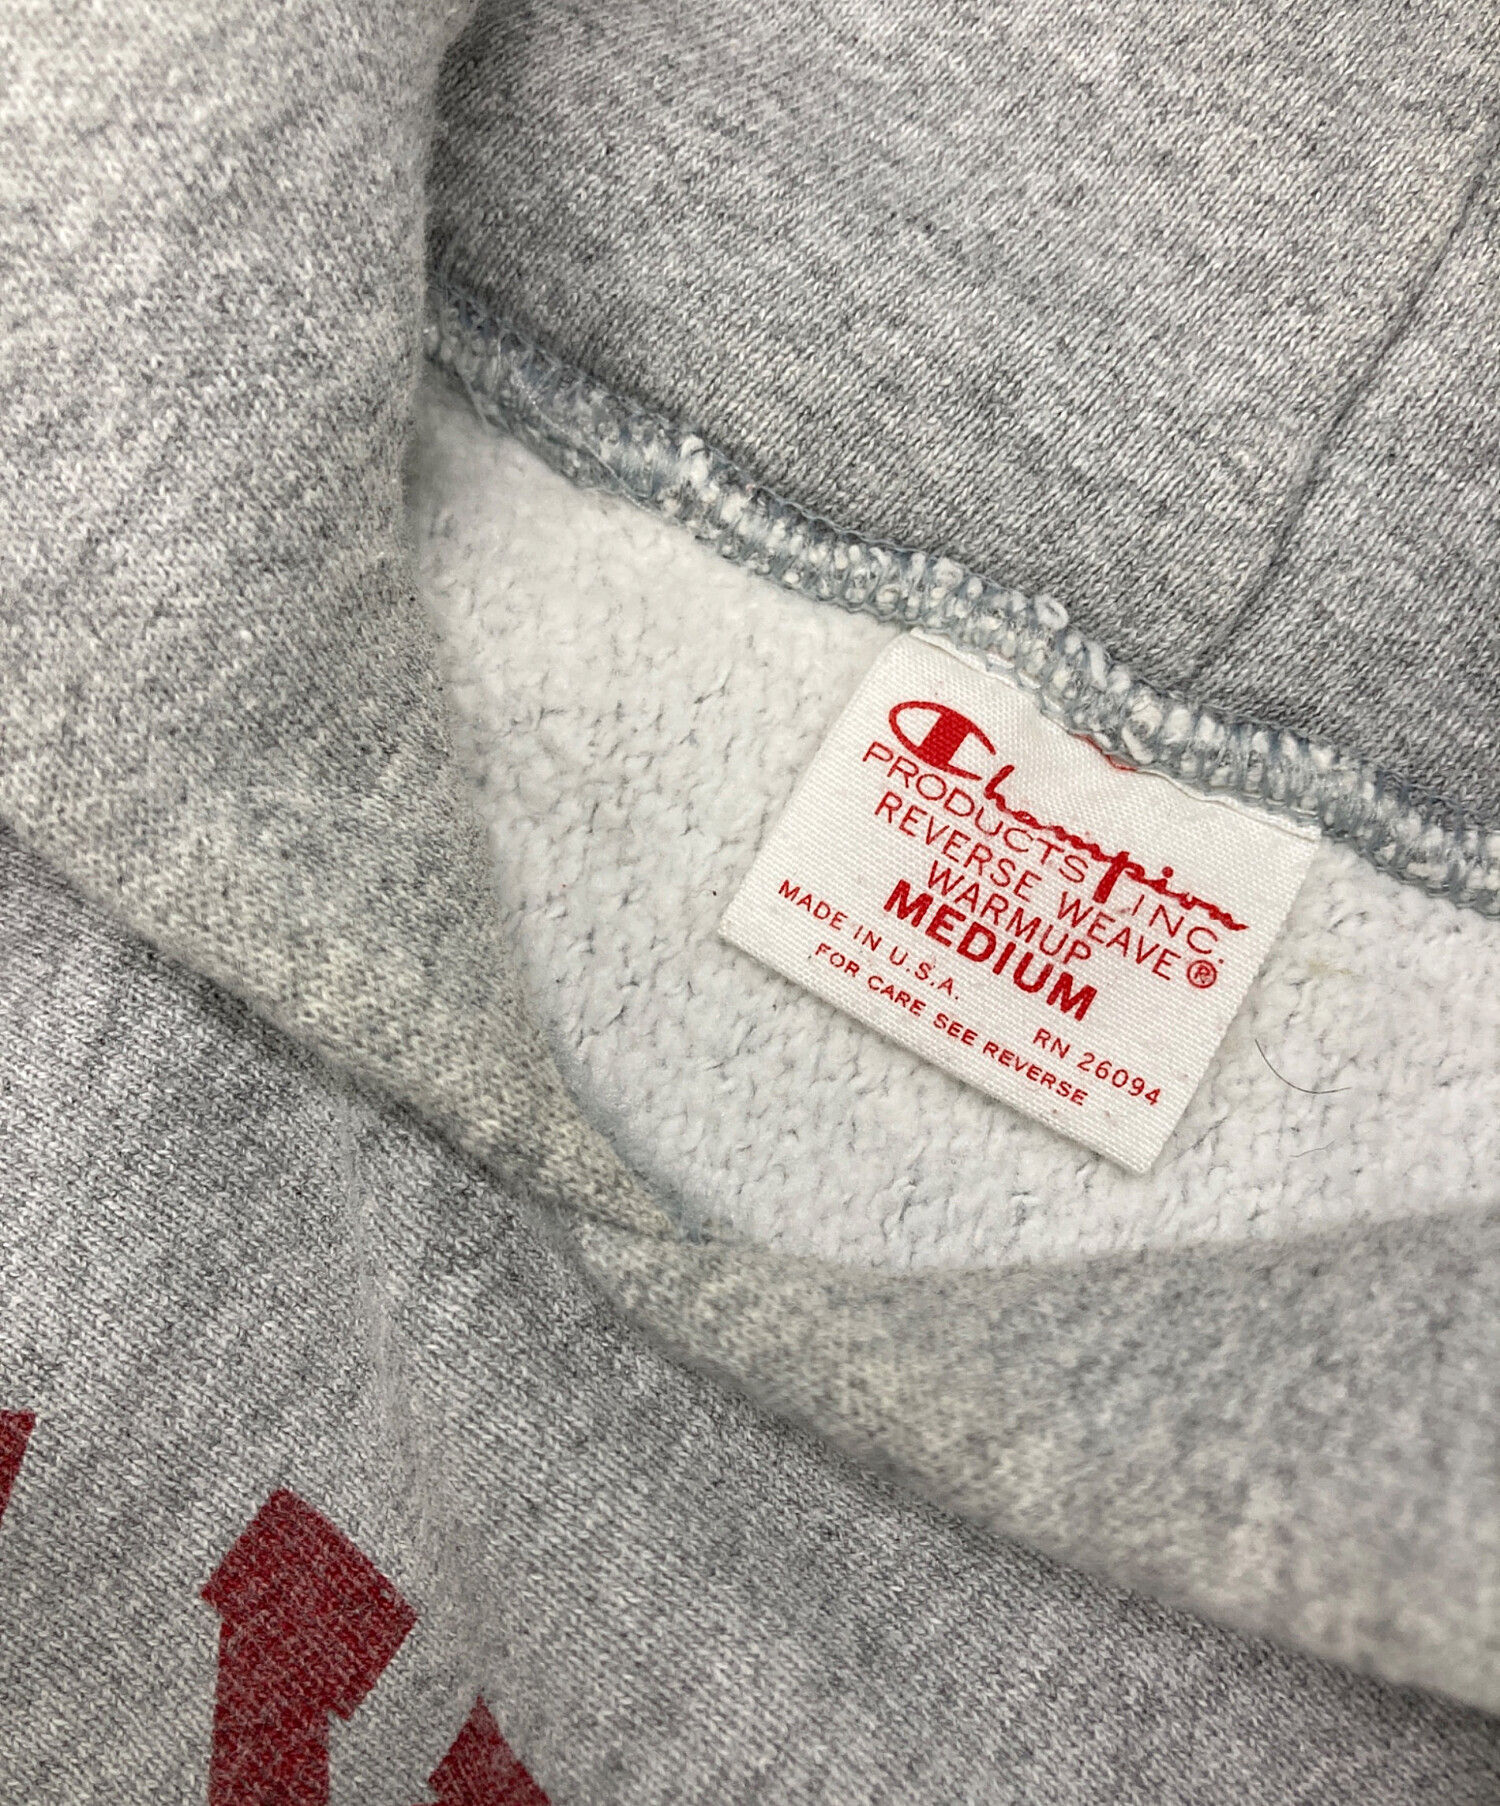 Champion
PRODUCTS INC.
REVERSE WEAVE®
WARMUP
MEDIUM
MADE IN U.S.A.
RN 26094
FOR CARE SEE REVERSE